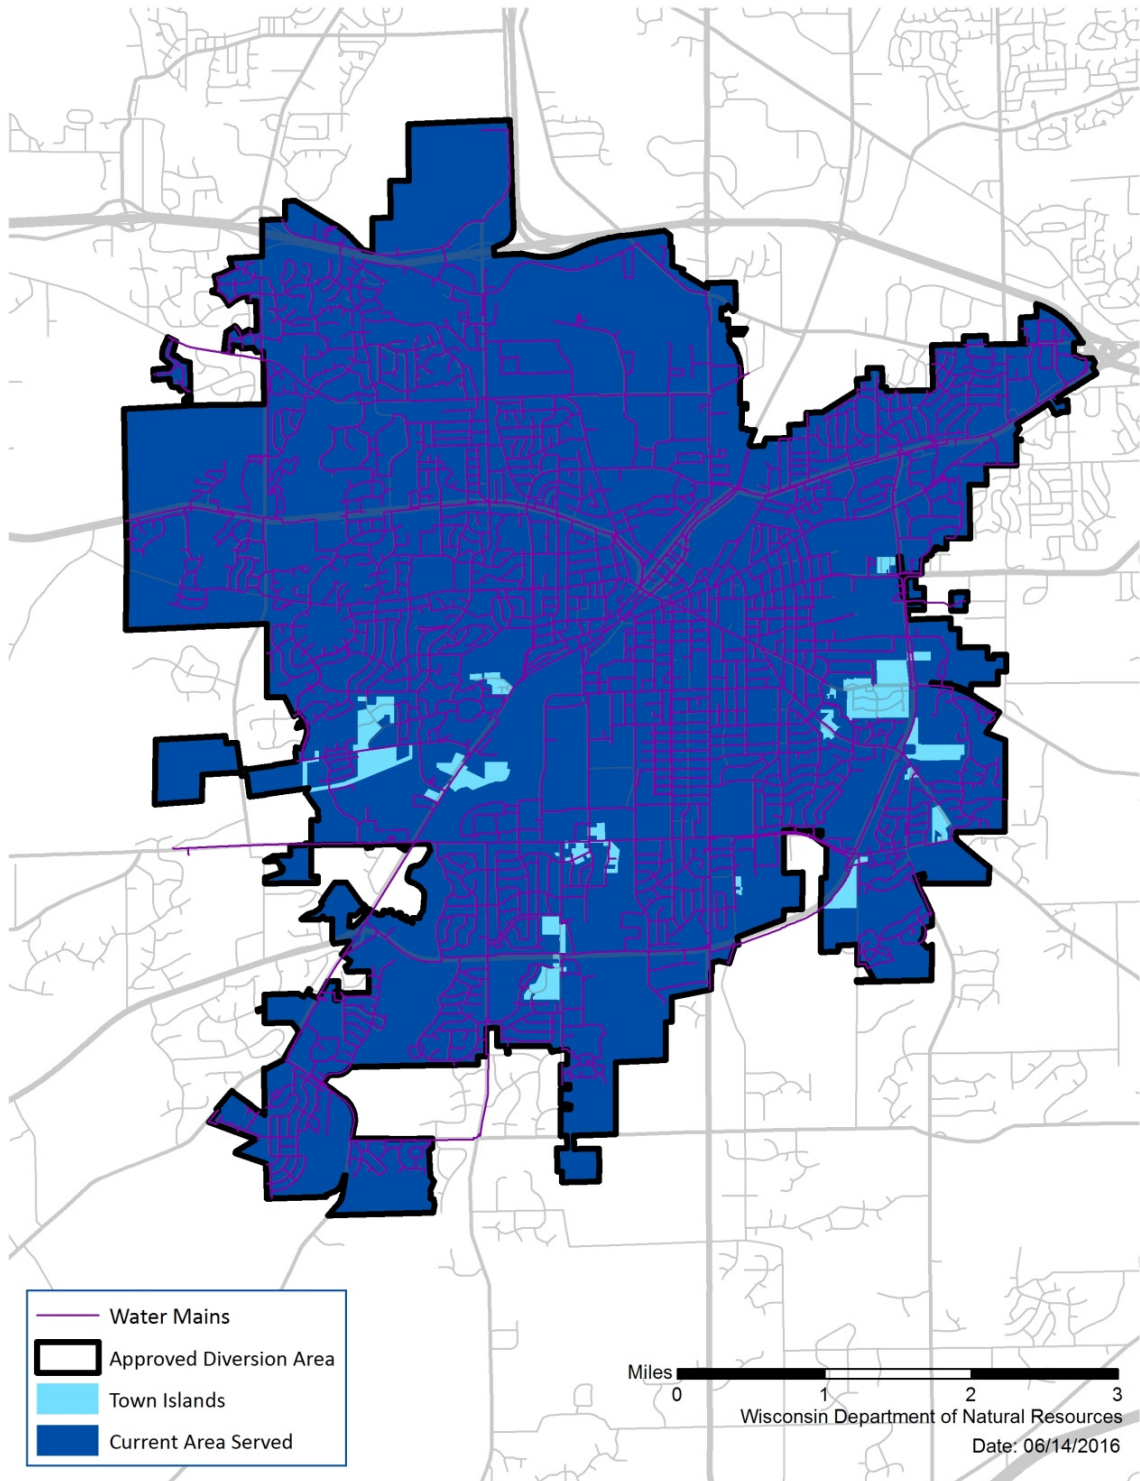 Water Mains
Approved Diversion Area
Town Islands
Current Area Served
Miles
0 1 2 3
Wisconsin Department of Natural Resources
Date: 06/14/2016